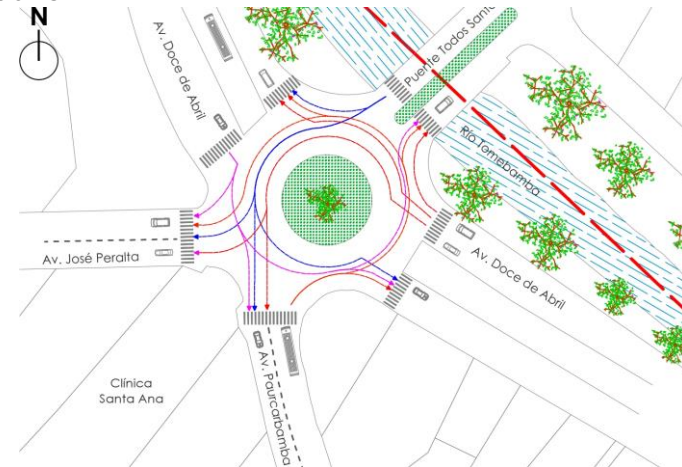 N
Av. Doce de Abril
Puente Todos Santo
Río Tomebamba
Av. José Peralta
Av. Doce de Abril
Av. Paurcarbamba
Clínica
Santa Ana